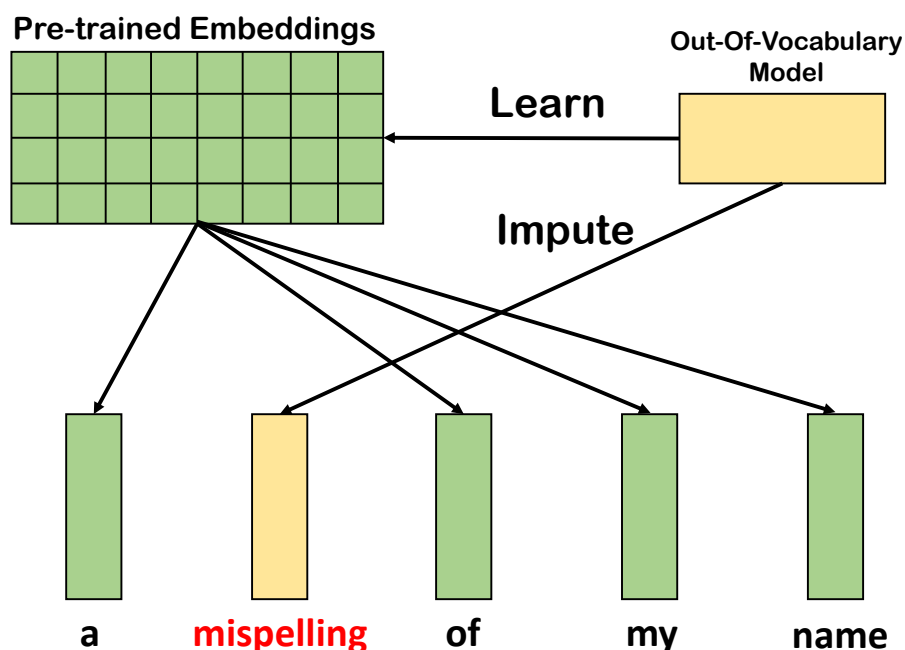 Pre-trained Embeddings
Out-Of-Vocabulary
Model
Learn
Impute
a mispelling of my name